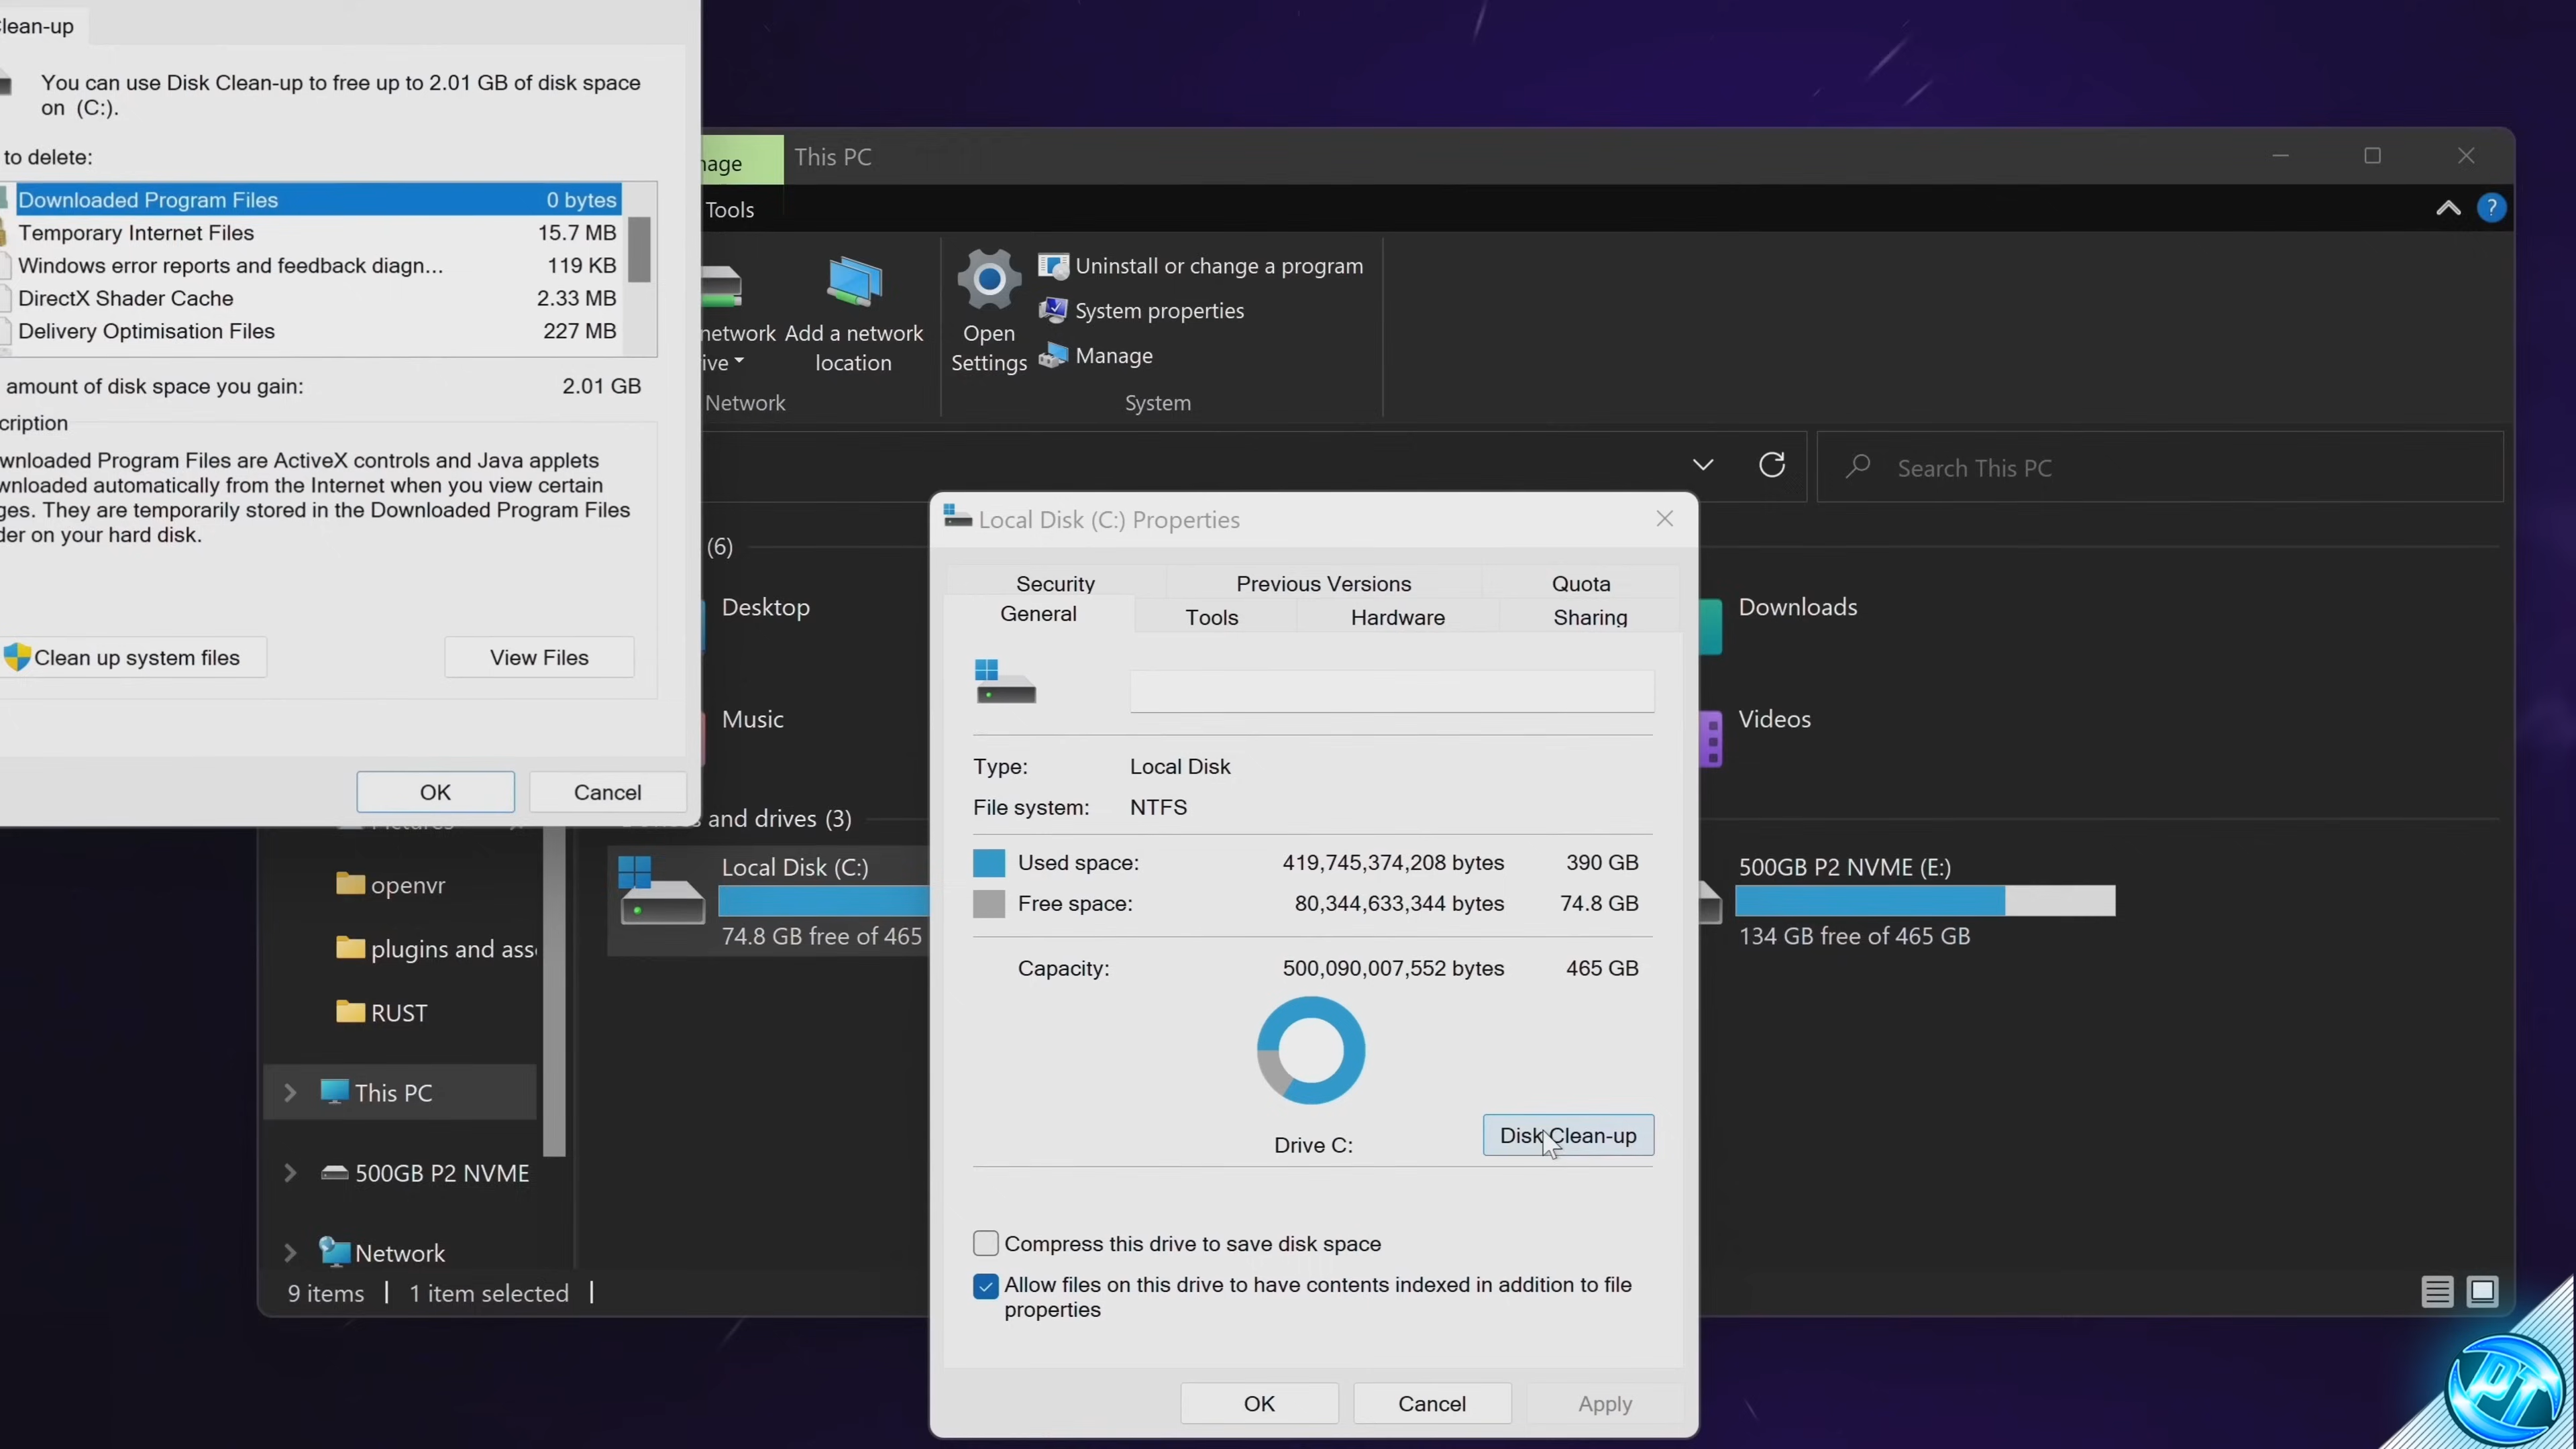 Clean-up
You can use Disk Clean-up to free up to 2.01 GB of disk space
on (C:).
to delete:
Downloaded Program Files 0 bytes
Temporary Internet Files 15.7 MB
Windows error reports and feedback diagn... 119 KB
DirectX Shader Cache 2.33 MB
Delivery Optimisation Files 227 MB
amount of disk space you gain: 2.01 GB
cription
wnloaded Program Files are ActiveX controls and Java applets
wnloaded automatically from the Internet when you view certain
ges. They are temporarily stored in the Downloaded Program Files
der on your hard disk.
Clean up system files View Files
OK Cancel
nage This PC
Tools
network
ive
Add a network
location
Network
Open
Settings
Uninstall or change a program
System properties
Manage
System
Search This PC
(6)
Desktop
Downloads
Music
Videos
and drives (3)
Local Disk (C:)
74.8 GB free of 465
500GB P2 NVME (E:)
134 GB free of 465 GB
Pictures
openvr
plugins and ass
RUST
This PC
500GB P2 NVME
Network
9 items 1 item selected
Local Disk (C:) Properties
Security Previous Versions Quota
General Tools Hardware Sharing
Type: Local Disk
File system: NTFS
Used space: 419,745,374,208 bytes 390 GB
Free space: 80,344,633,344 bytes 74.8 GB
Capacity: 500,090,007,552 bytes 465 GB
Drive C:
Disk Clean-up
Compress this drive to save disk space
Allow files on this drive to have contents indexed in addition to file
properties
OK Cancel Apply
PT